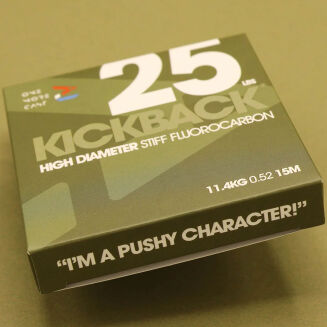 ONE
MORE
CAST
25
LBS
KICKBACK
HIGH DIAMETER STIFF FLUOROCARBON
11.4KG 0.52 15M
“I’M A PUSHY CHARACTER!”